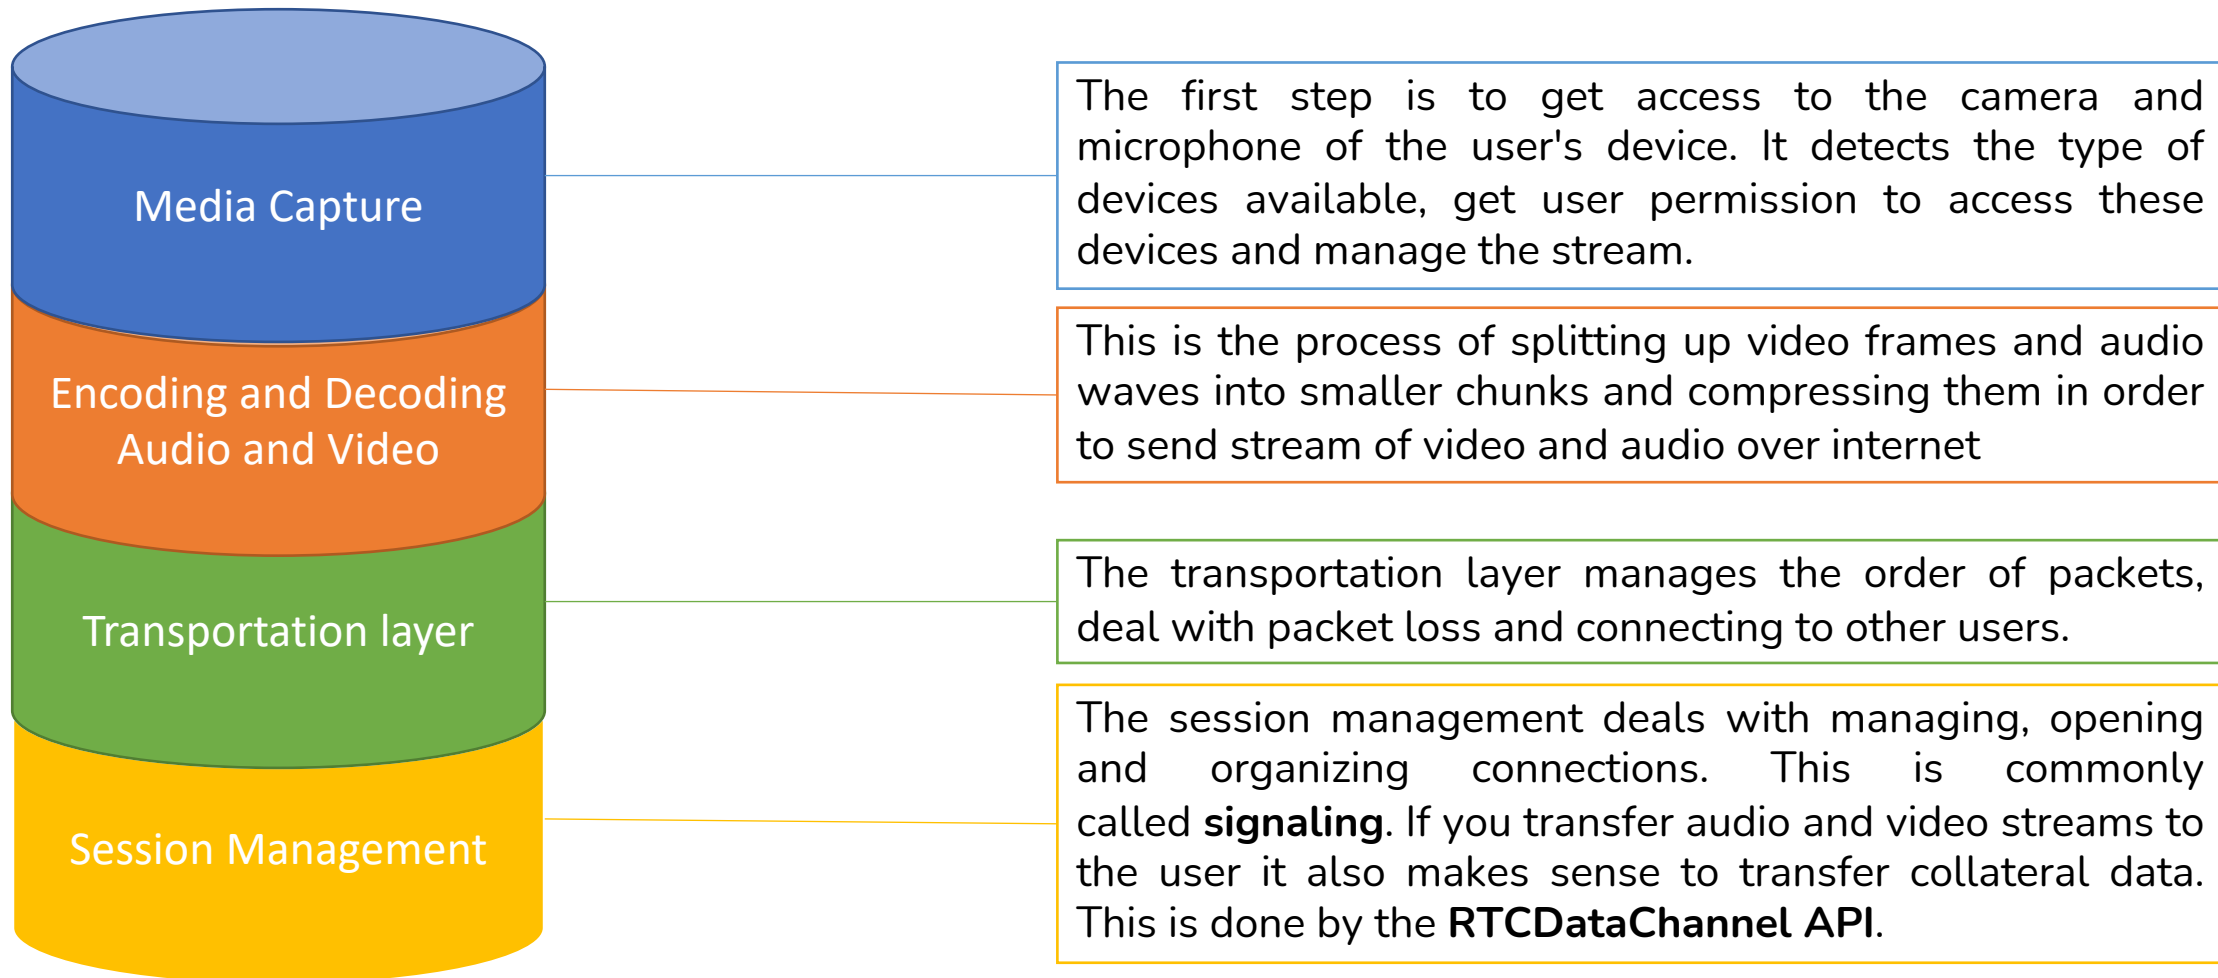 Media Capture
The first step is to get access to the camera and
microphone of the user's device. It detects the type of
devices available, get user permission to access these
devices and manage the stream.
Encoding and Decoding
Audio and Video
This is the process of splitting up video frames and audio
waves into smaller chunks and compressing them in order
to send stream of video and audio over internet
Transportation layer
The transportation layer manages the order of packets,
deal with packet loss and connecting to other users.
Session Management
The session management deals with managing, opening
and organizing connections. This is commonly
called signaling. If you transfer audio and video streams to
the user it also makes sense to transfer collateral data.
This is done by the RTCDataChannel API.